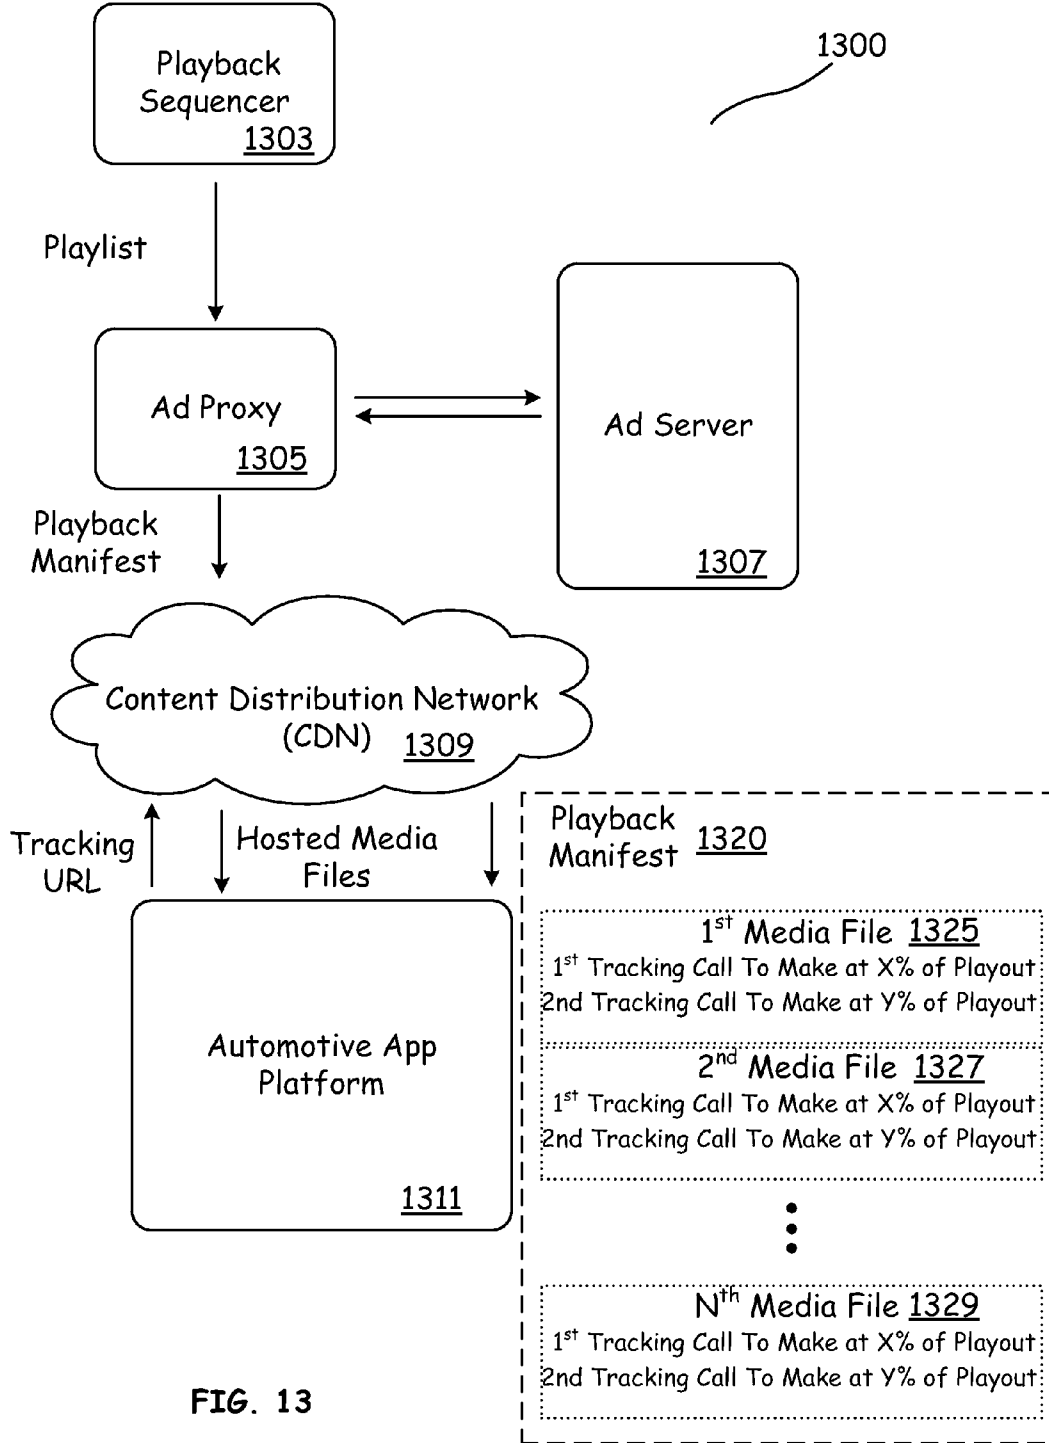 Playback
Sequencer
1303
1300
Playlist
Ad Proxy
1305
Ad Server
1307
Playback
Manifest
Content Distribution Network
(CDN) 1309
Tracking
URL
Hosted Media
Files
Automotive App
Platform
1311
Playback
Manifest 1320
1st Media File 1325
1st Tracking Call To Make at X% of Playout
2nd Tracking Call To Make at Y% of Playout
2nd Media File 1327
1st Tracking Call To Make at X% of Playout
2nd Tracking Call To Make at Y% of Playout
Nth Media File 1329
1st Tracking Call To Make at X% of Playout
2nd Tracking Call To Make at Y% of Playout
FIG. 13